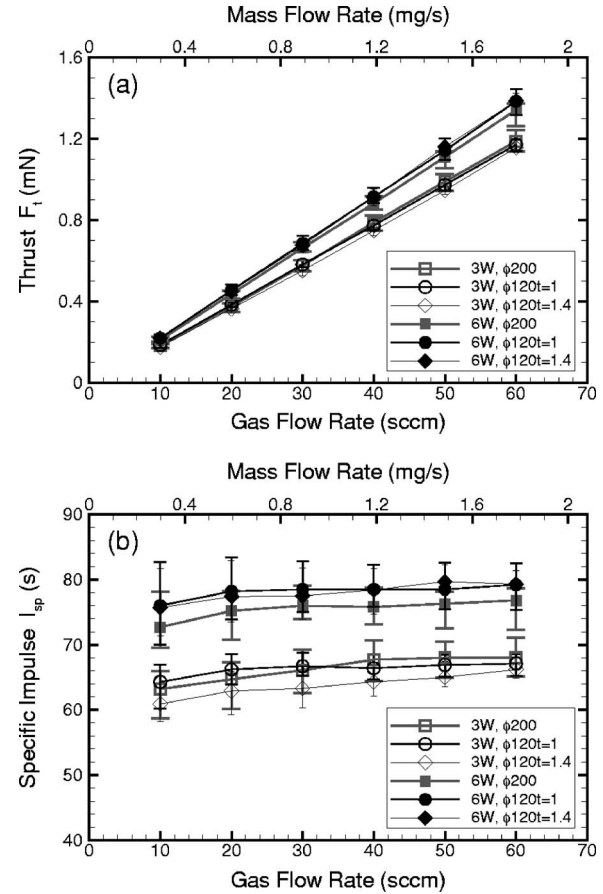 Mass Flow Rate (mg/s)
0 0.4 0.8 1.2 1.6 2
1.6
(a)
1.2
Thrust Fₜ (mN)
0.8
0.4
0
3W, ϕ200
3W, ϕ120t=1
3W, ϕ120t=1.4
6W, ϕ200
6W, ϕ120t=1
6W, ϕ120t=1.4
0 10 20 30 40 50 60 70
Gas Flow Rate (sccm)
Mass Flow Rate (mg/s)
0 0.4 0.8 1.2 1.6 2
90
(b)
80
70
Specific Impulse Iₛₚ (s)
60
50
40
3W, ϕ200
3W, ϕ120t=1
3W, ϕ120t=1.4
6W, ϕ200
6W, ϕ120t=1
6W, ϕ120t=1.4
0 10 20 30 40 50 60 70
Gas Flow Rate (sccm)